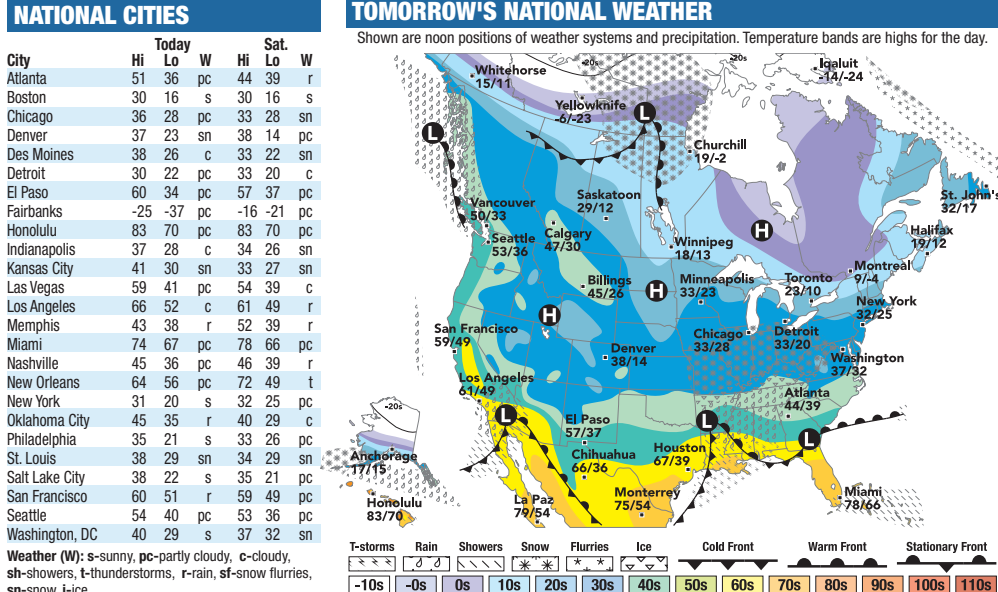 NATIONAL CITIES
Today Sat.
City Hi Lo W Hi Lo W
Atlanta 51 36 pc 44 39 r
Boston 30 16 s 30 16 s
Chicago 36 28 pc 33 28 sn
Denver 37 23 sn 38 14 pc
Des Moines 38 26 c 33 22 sn
Detroit 30 22 pc 33 20 c
El Paso 60 34 pc 57 37 pc
Fairbanks -25 -37 pc -16 -21 pc
Honolulu 83 70 pc 83 70 pc
Indianapolis 37 28 c 34 26 sn
Kansas City 41 30 sn 33 27 sn
Las Vegas 59 41 pc 54 39 c
Los Angeles 66 52 c 61 49 r
Memphis 43 38 r 52 39 r
Miami 74 67 pc 78 66 pc
Nashville 45 36 pc 46 39 r
New Orleans 64 56 pc 72 49 t
New York 31 20 s 32 25 pc
Oklahoma City 45 35 r 40 29 c
Philadelphia 35 21 s 33 26 pc
St. Louis 38 29 sn 34 29 sn
Salt Lake City 38 22 s 35 21 pc
San Francisco 60 51 r 59 49 pc
Seattle 54 40 pc 53 36 pc
Washington, DC 40 29 s 37 32 sn
Weather (W): s-sunny, pc-partly cloudy, c-cloudy,
sh-showers, t-thunderstorms, r-rain, sf-snow flurries,
sn-snow, i-ice
TOMORROW'S NATIONAL WEATHER
Shown are noon positions of weather systems and precipitation. Temperature bands are highs for the day.
-20s
-20s
Iqaluit
-14/-24
Whitehorse
15/11
Yellowknife
-6/-23
L
L
Churchill
19/-2
St. John's
32/17
Vancouver
50/33
Saskatoon
29/12
Halifax
19/12
H
Seattle
53/36
Calgary
47/30
Winnipeg
18/13
Montreal
9/-4
Billings
45/26
H
Minneapolis
33/23
Toronto
23/10
New York
32/25
H
San Francisco
59/49
Chicago
33/28
Detroit
33/20
Denver
38/14
Washington
37/32
Los Angeles
61/49
Atlanta
44/39
-20s
L
El Paso
57/37
L
L
Anchorage
17/15
Chihuahua
66/36
Houston
67/39
Honolulu
83/70
La Paz
79/54
Monterrey
75/54
Miami
78/66
T-storms Rain Showers Snow Flurries Ice Cold Front Warm Front Stationary Front
-10s -0s 0s 10s 20s 30s 40s 50s 60s 70s 80s 90s 100s 110s